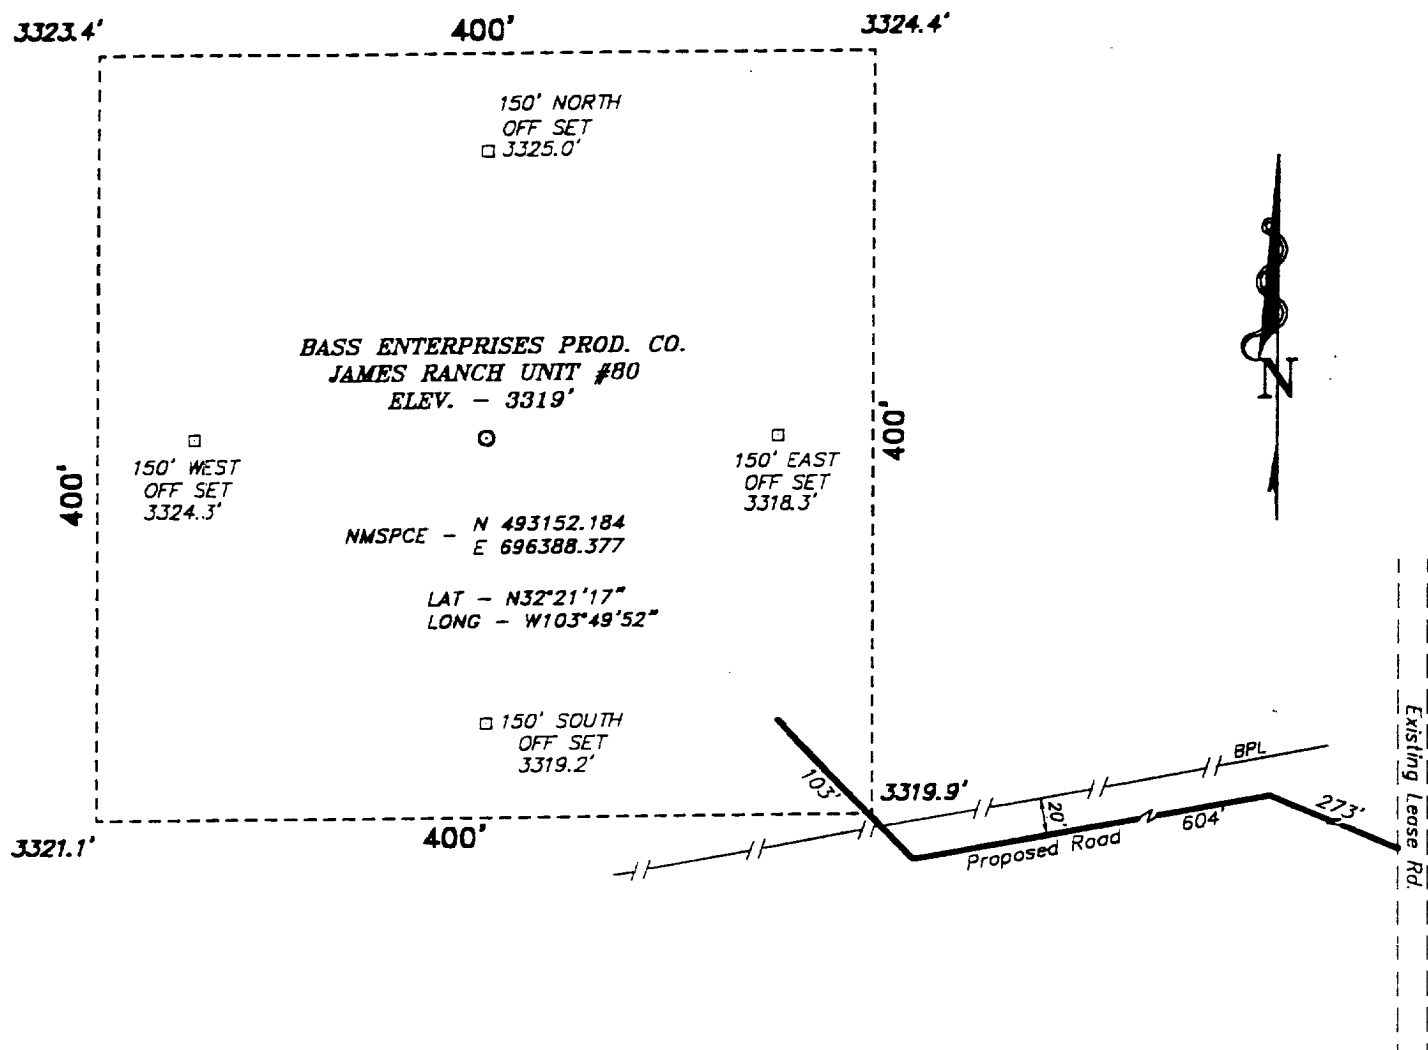 3323.4'
400'
3324.4'
150' NORTH
OFF SET
3325.0'
BASS ENTERPRISES PROD. CO.
JAMES RANCH UNIT #80
ELEV. - 3319'
400'
400'
150' WEST
OFF SET
3324.3'
150' EAST
OFF SET
3318.3'
N
NMSPCE - N 493152.184
E 696388.377
LAT - N32°21'17"
LONG - W103°49'52"
150' SOUTH
OFF SET
3319.2'
103'
3319.9'
BPL
20'
Proposed Road
604'
273'
Existing Lease Rd.
3321.1'
400'